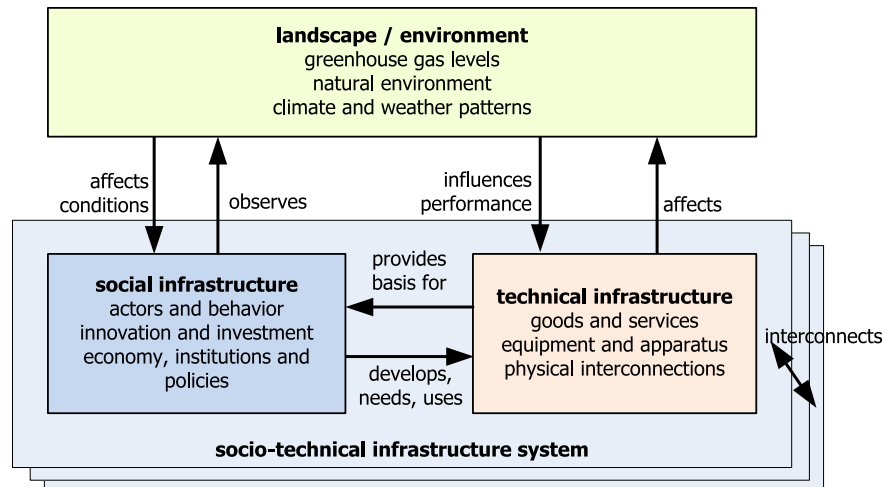 landscape / environment
greenhouse gas levels
natural environment
climate and weather patterns
affects
conditions
observes
influences
performance
affects
social infrastructure
actors and behavior
innovation and investment
economy, institutions and
policies
provides
basis for
develops,
needs, uses
technical infrastructure
goods and services
equipment and apparatus
physical interconnections
interconnects
socio-technical infrastructure system